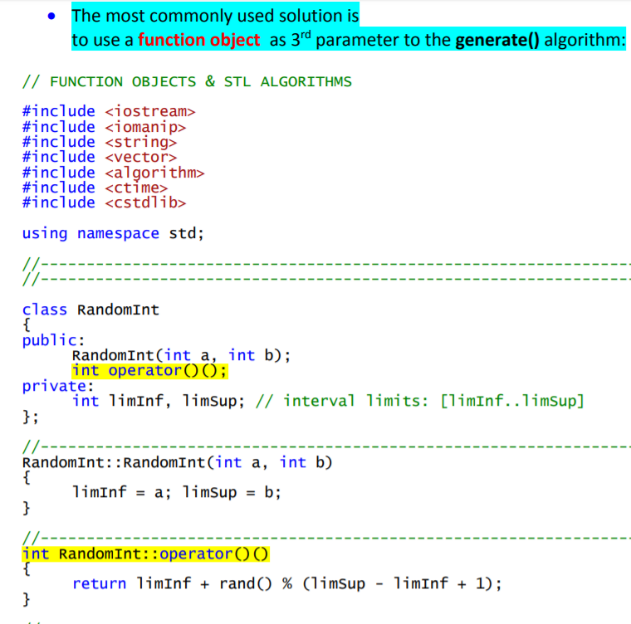 • The most commonly used solution is
to use a function object as 3rd parameter to the generate() algorithm:
// FUNCTION OBJECTS & STL ALGORITHMS
#include <iostream>
#include <iomanip>
#include <string>
#include <vector>
#include <algorithm>
#include <ctime>
#include <cstdlib>
using namespace std;
//-----------------------------------------------------------------
//-----------------------------------------------------------------
class RandomInt
{
public:
RandomInt(int a, int b);
int operator()();
private:
int limInf, limSup; // interval limits: [limInf..limSup]
};
//-----------------------------------------------------------------
RandomInt::RandomInt(int a, int b)
{
limInf = a; limSup = b;
}
//-----------------------------------------------------------------
int RandomInt::operator()()
{
return limInf + rand() % (limSup - limInf + 1);
}